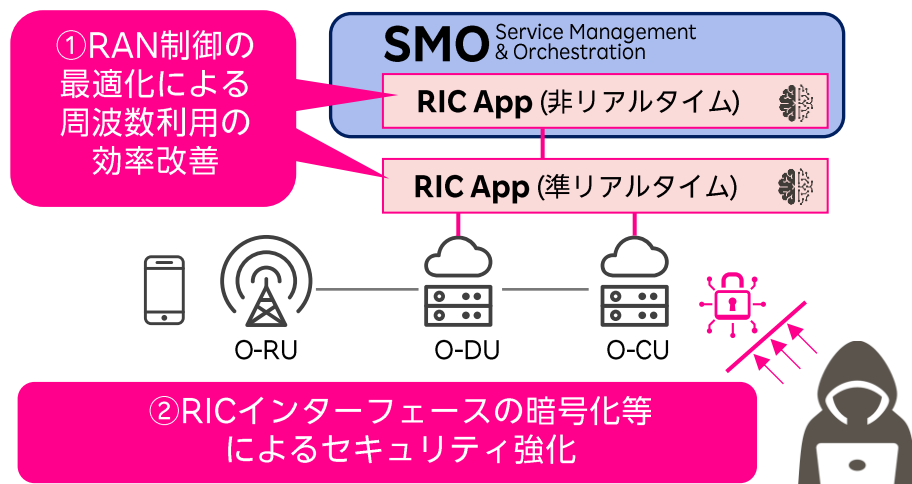 ①RAN制御の
最適化による
周波数利用の
効率改善
SMO Service Management
& Orchestration
RIC App (非リアルタイム)
RIC App (準リアルタイム)
O-RU
O-DU
O-CU
②RICインターフェースの暗号化等
によるセキュリティ強化